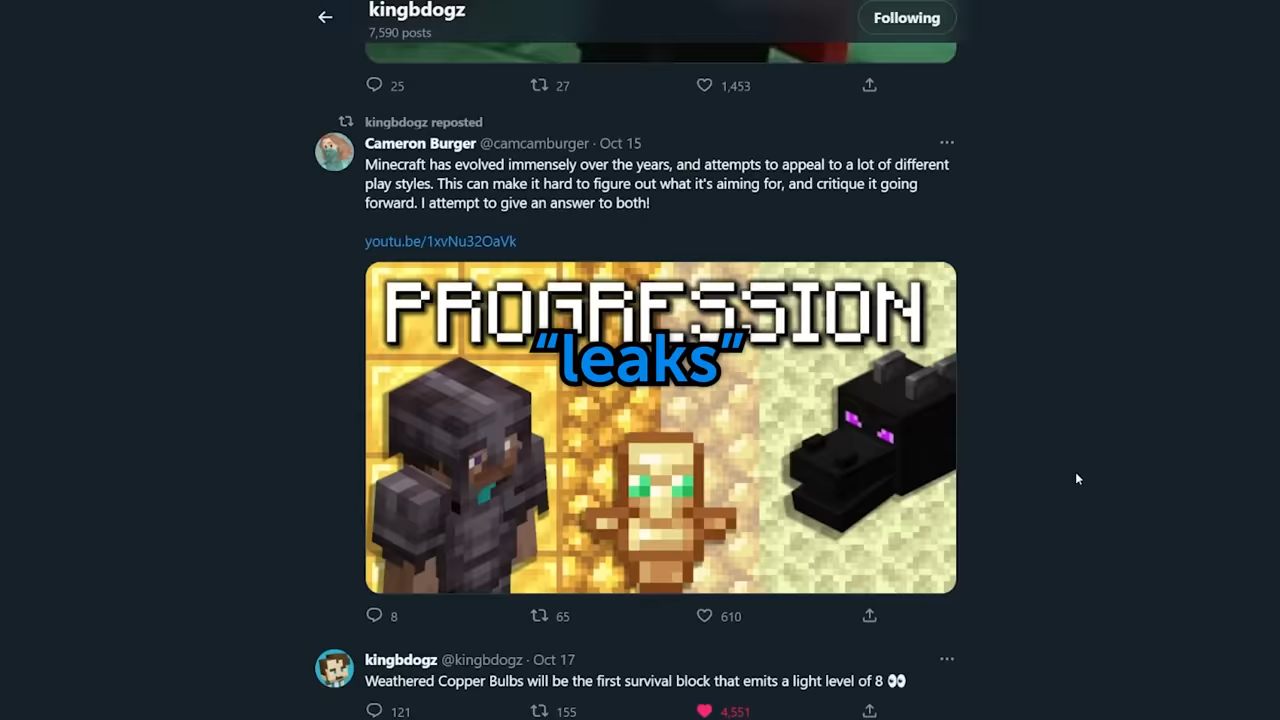 kingbdogz
7,590 posts
Following
25
27
1,453
kingbdogz reposted
Cameron Burger @camcamburger · Oct 15
Minecraft has evolved immensely over the years, and attempts to appeal to a lot of different
play styles. This can make it hard to figure out what it's aiming for, and critique it going
forward. I attempt to give an answer to both!
youtu.be/1xvNu32OaVk
PROGRESSION
“leaks”
8
65
610
kingbdogz @kingbdogz · Oct 17
Weathered Copper Bulbs will be the first survival block that emits a light level of 8 👀
121
155
4,551